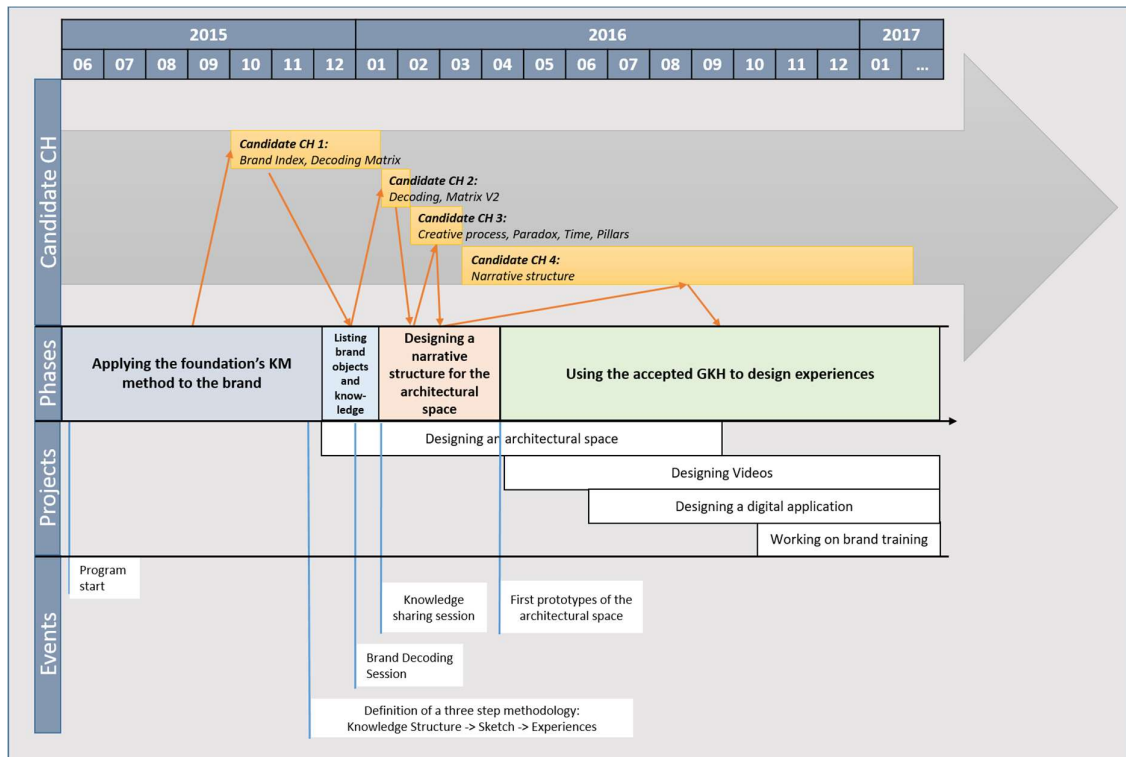 2015 2016 2017
06 07 08 09 10 11 12 01 02 03 04 05 06 07 08 09 10 11 12 01 ...
Candidate CH
Candidate CH 1:
Brand Index, Decoding Matrix
Candidate CH 2:
Decoding, Matrix V2
Candidate CH 3:
Creative process, Paradox, Time, Pillars
Candidate CH 4:
Narrative structure
Phases
Applying the foundation's KM
method to the brand
Listing
brand
objects
and
know-
ledge
Designing a
narrative
structure for the
architectural
space
Using the accepted GKH to design experiences
Projects
Designing an architectural space
Designing Videos
Designing a digital application
Working on brand training
Events
Program
start
Knowledge
sharing session
First prototypes of the
architectural space
Brand Decoding
Session
Definition of a three step methodology:
Knowledge Structure -> Sketch -> Experiences